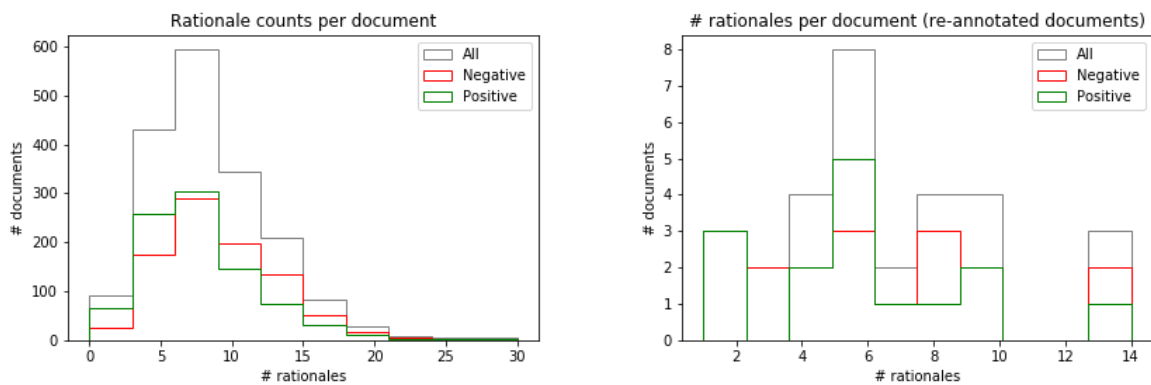 Rationale counts per document
600
500
400
300
200
100
0
# documents
0 5 10 15 20 25 30
# rationales
All
Negative
Positive
# rationales per document (re-annotated documents)
8
7
6
5
4
3
2
1
0
# documents
2 4 6 8 10 12 14
# rationales
All
Negative
Positive